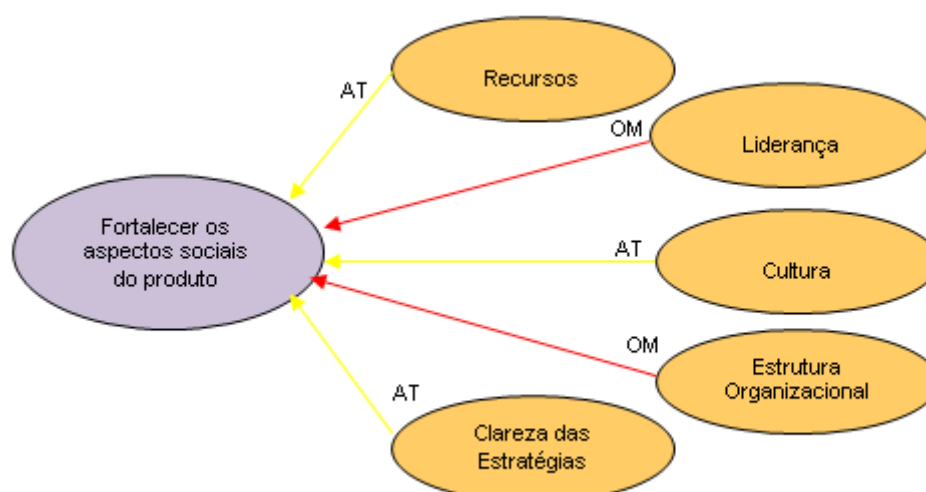 AT
Recursos
OM
Liderança
Fortalecer os
aspectos sociais
do produto
AT
Cultura
OM
Estrutura
Organizacional
AT
Clareza das
Estratégias